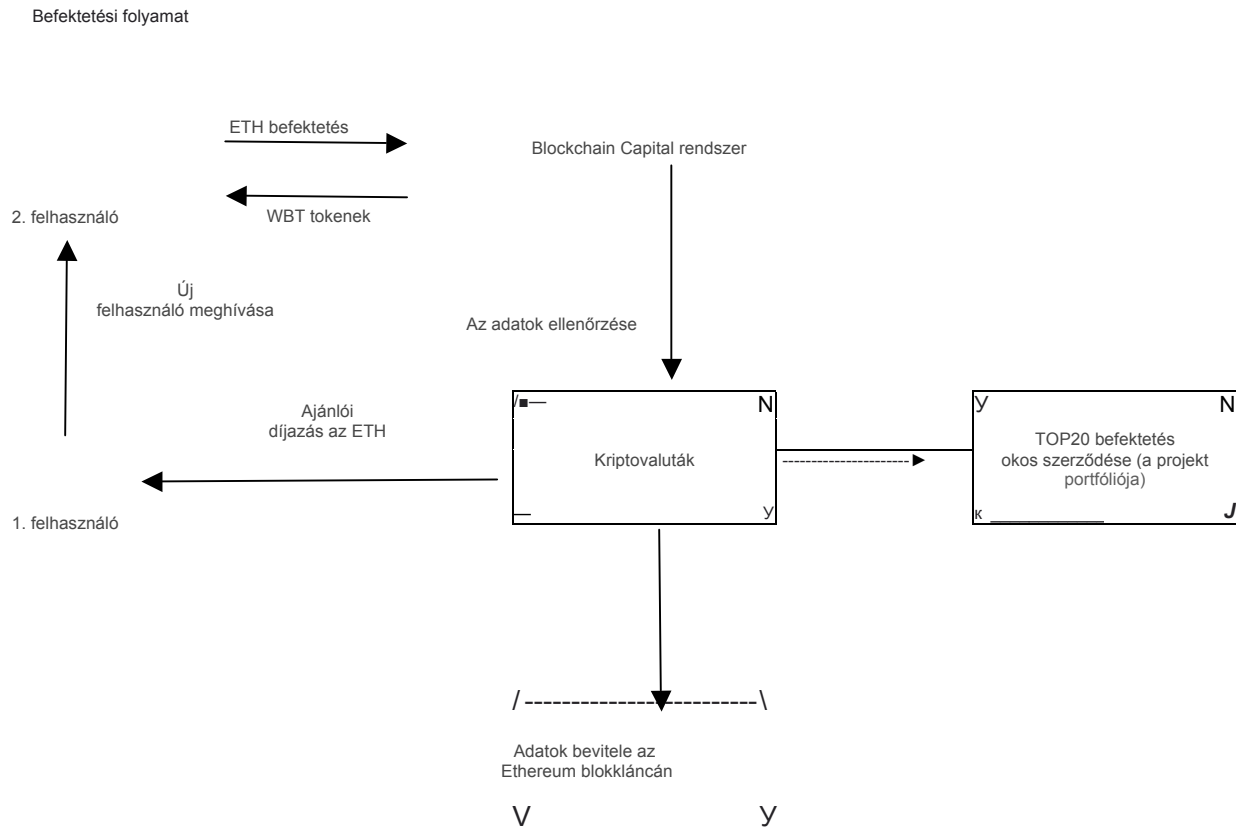 Befektetési folyamat
ETH befektetés
Blockchain Capital rendszer
WBT tokenek
2. felhasználó
Új
felhasználó meghívása
Az adatok ellenőrzése
/■— N
Ajánlói
díjazás az ETH
Kriptovaluták
— У
У N
TOP20 befektetés
okos szerződése (a projekt
portfóliója)
к ____________ J
1. felhasználó
/ ------------------------- \
Adatok bevitele az
Ethereum blokkláncán
V У